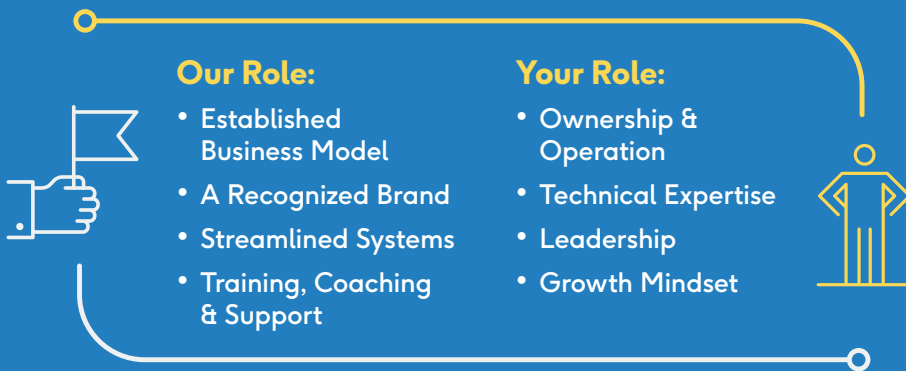 Our Role:
• Established
Business Model
• A Recognized Brand
• Streamlined Systems
• Training, Coaching
& Support
Your Role:
• Ownership &
Operation
• Technical Expertise
• Leadership
• Growth Mindset